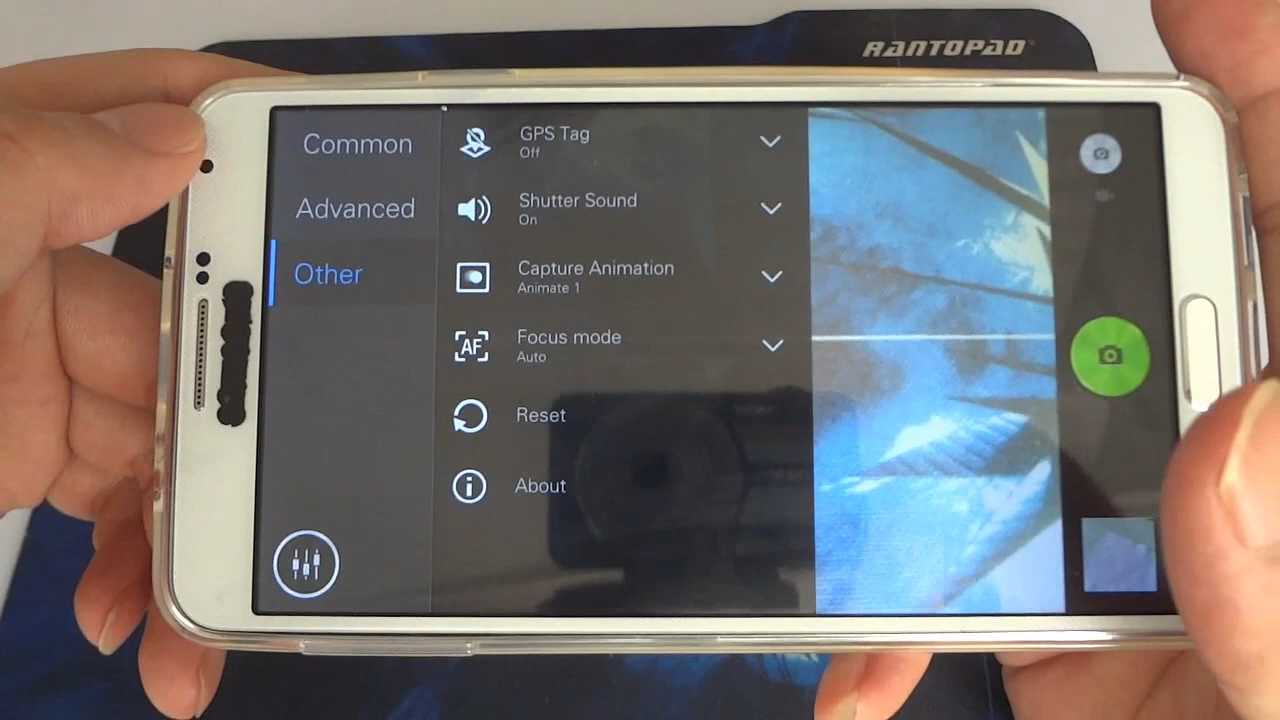 RANTOPAD
Common
Advanced
Other
GPS Tag
Off
Shutter Sound
On
Capture Animation
Animate 1
Focus mode
Auto
AF
Reset
About